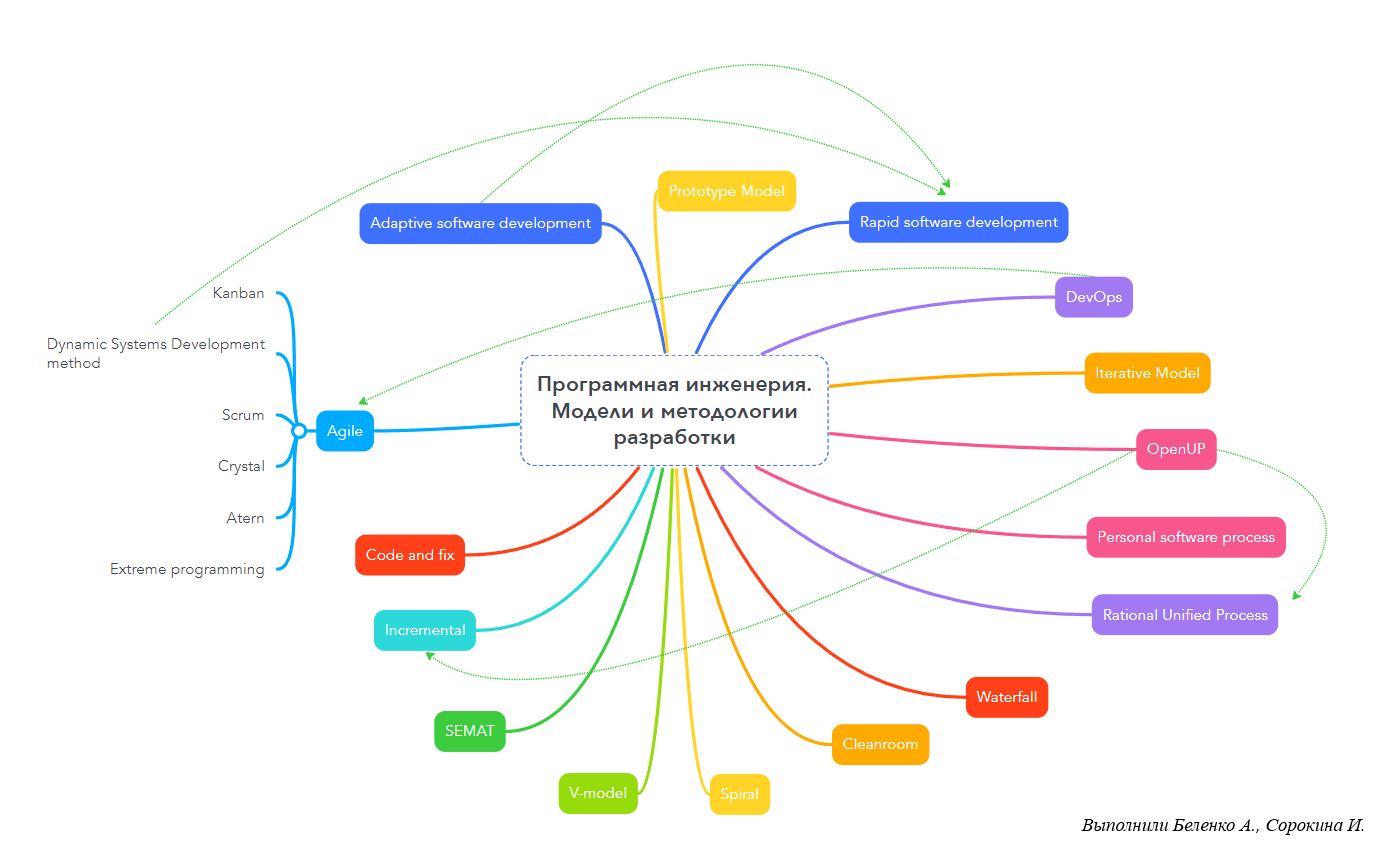 Prototype Model
Adaptive software development
Rapid software development
Kanban
DevOps
Dynamic Systems Development
method
Iterative Model
Программная инженерия.
Модели и методологии
разработки
Scrum
Agile
OpenUP
Crystal
Atern
Personal software process
Code and fix
Extreme programming
Rational Unified Process
Incremental
Waterfall
SEMAT
Cleanroom
V-model
Spiral
Выполнили Беленко А., Сорокина И.